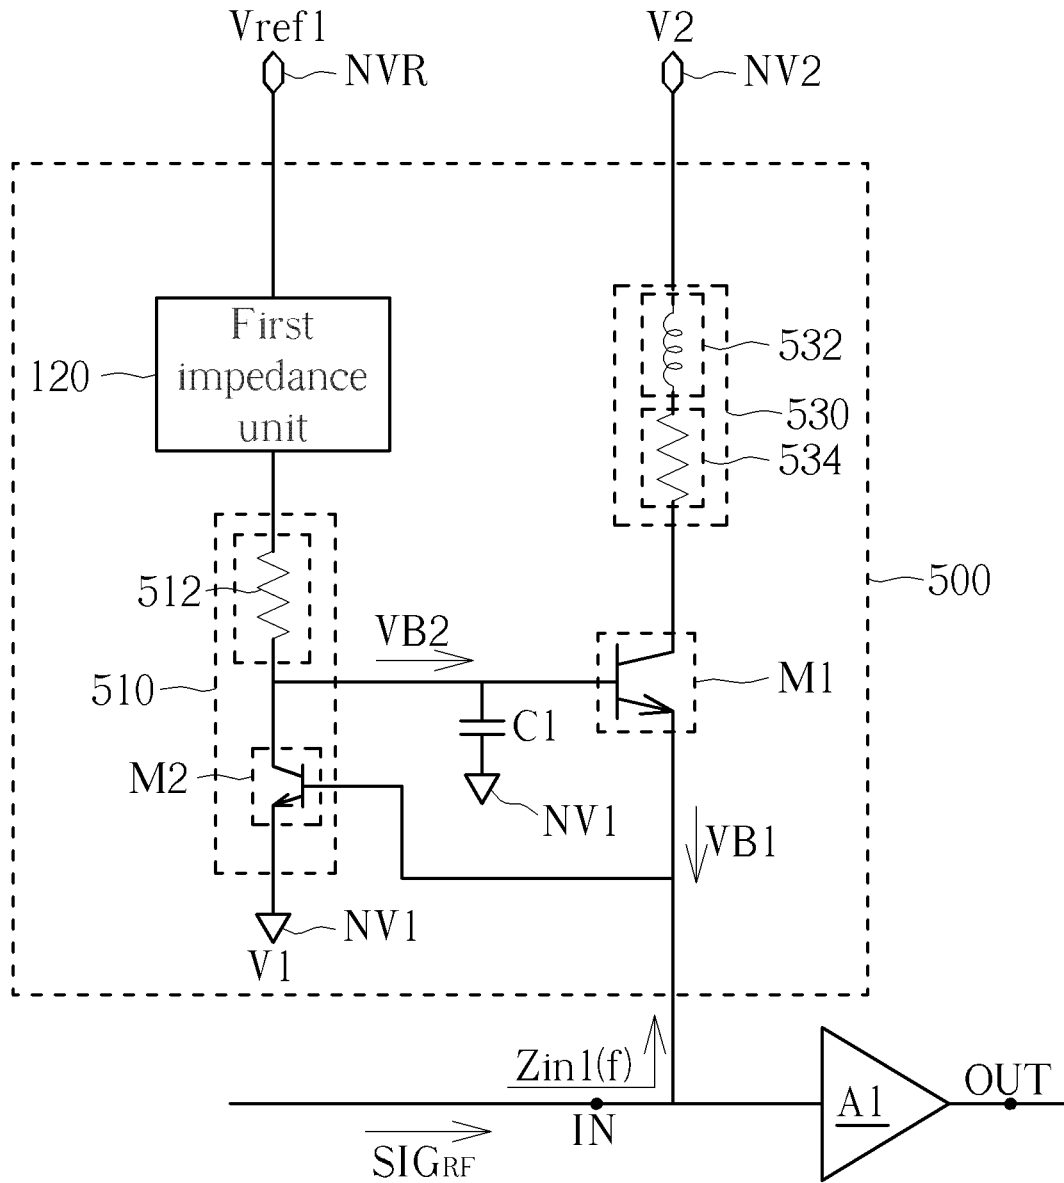 Vref1
V2
NVR
NV2
First
impedance
unit
120
532
530
534
512
500
VB2
510
M1
C1
M2
NV1
VB1
NV1
V1
Zin1(f)
OUT
A1
IN
SIGRF